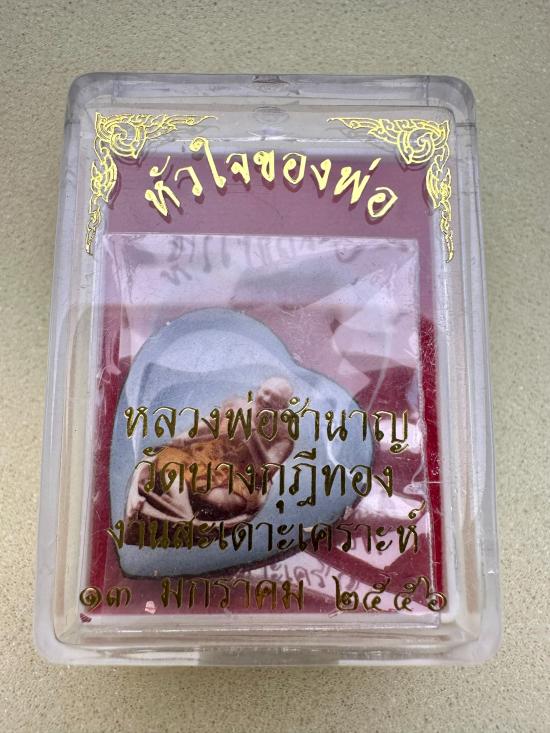 หัวใจของพ่อ
หลวงพ่อชำนาญ
วัดบางกุฎีทอง
งานสะเดาะเคราะห์
๑๓ มกราคม ๒๕๕๖